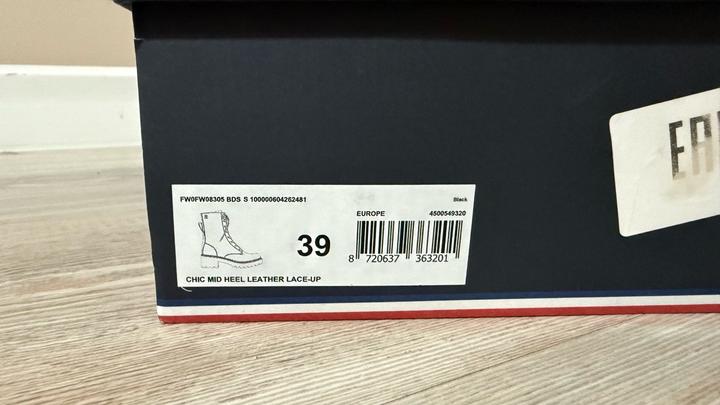 FW0FW08305 BDS S 100000604262481
Black
EUROPE 4500549320
39
8 720637 363201
CHIC MID HEEL LEATHER LACE-UP